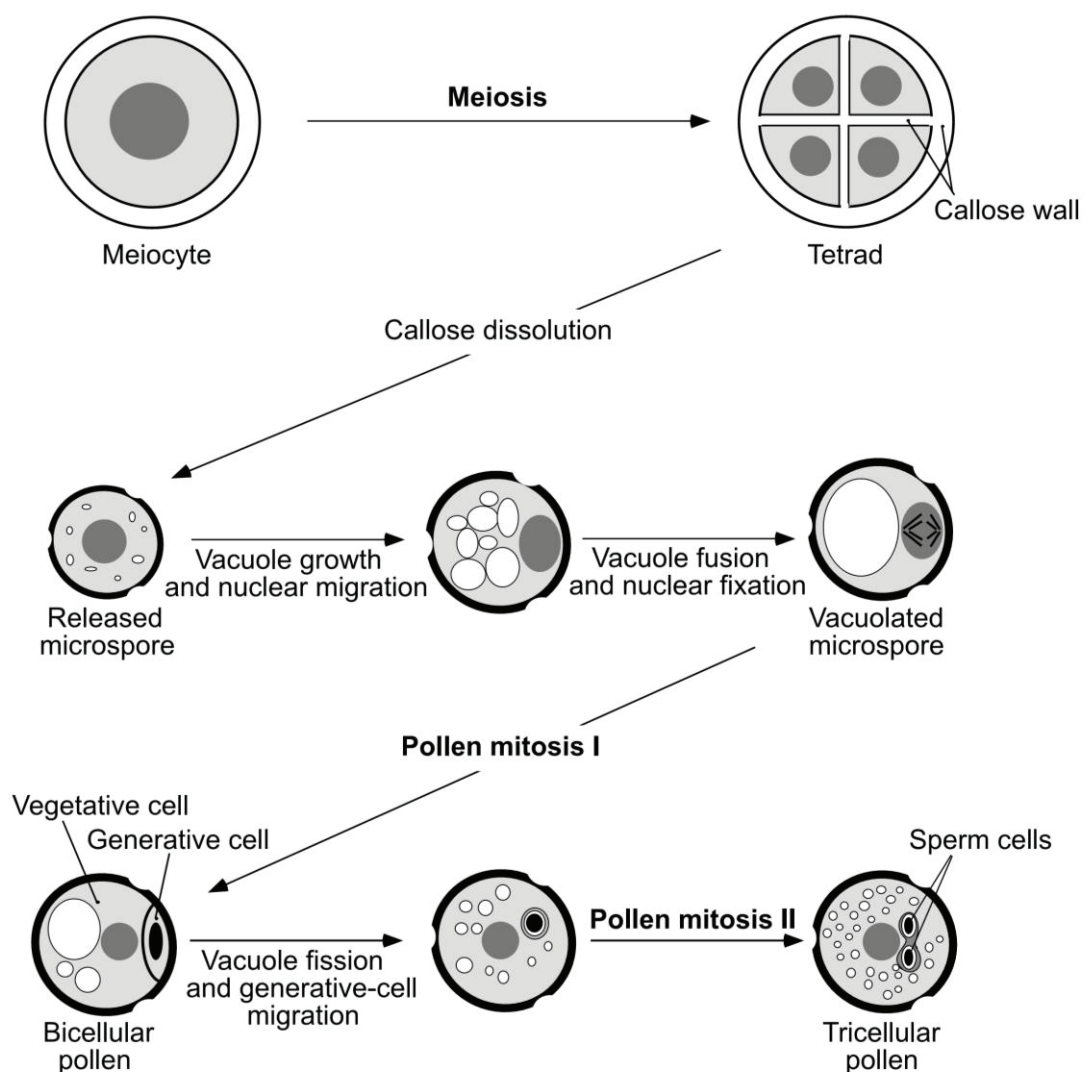 Meiosis
Callose wall
Meiocyte
Tetrad
Callose dissolution
Vacuole growth
and nuclear migration
Vacuole fusion
and nuclear fixation
Released
microspore
Vacuolated
microspore
Pollen mitosis I
Vegetative cell
Generative cell
Sperm cells
Pollen mitosis II
Vacuole fission
and generative-cell
migration
Bicellular
pollen
Tricellular
pollen